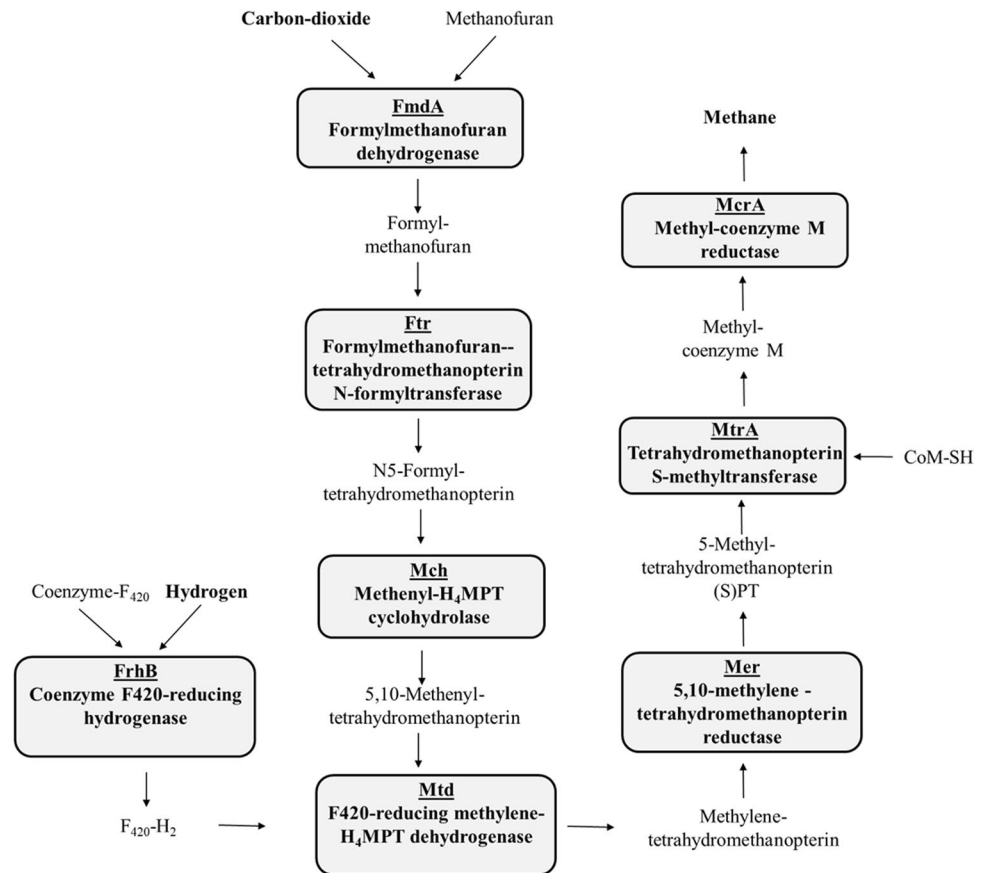 Carbon-dioxide
Methanofuran
FmdA
Formylmethanofuran
dehydrogenase
Formyl-
methanofuran
Ftr
Formylmethanofuran--
tetrahydromethanopterin
N-formyltransferase
N5-Formyl-
tetrahydromethanopterin
Mch
Methenyl-H₄MPT
cyclohydrolase
5,10-Methenyl-
tetrahydromethanopterin
Coenzyme-F₄₂₀
Hydrogen
FrhB
Coenzyme F420-reducing
hydrogenase
F₄₂₀-H₂
Mtd
F420-reducing methylene-
H₄MPT dehydrogenase
Methylene-
tetrahydromethanopterin
Mer
5,10-methylene -
tetrahydromethanopterin
reductase
5-Methyl-
tetrahydromethanopterin
(S)PT
MtrA
Tetrahydromethanopterin
S-methyltransferase
CoM-SH
Methyl-
coenzyme M
McrA
Methyl-coenzyme M
reductase
Methane